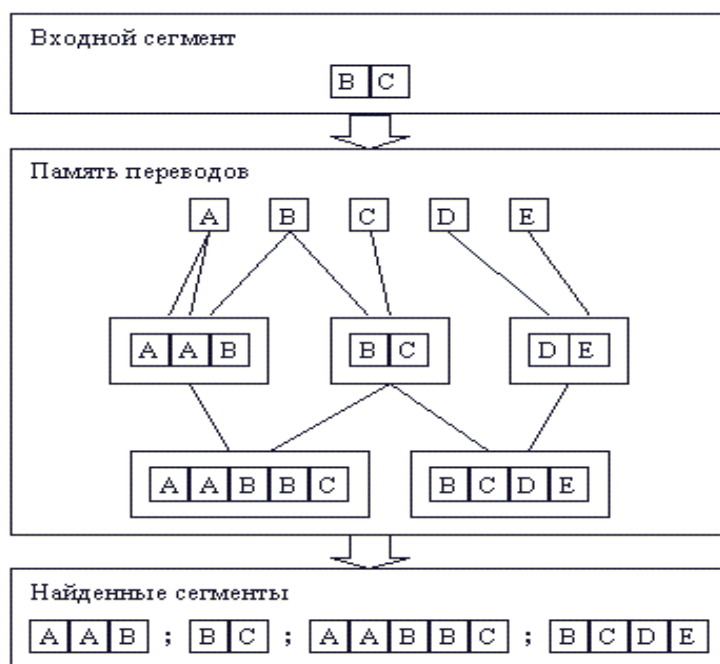 Входной сегмент
B C
Память переводов
A B C D E
A A B B C D E
A A B B C B C D E
Найденные сегменты
A A B ; B C ; A A B B C ; B C D E